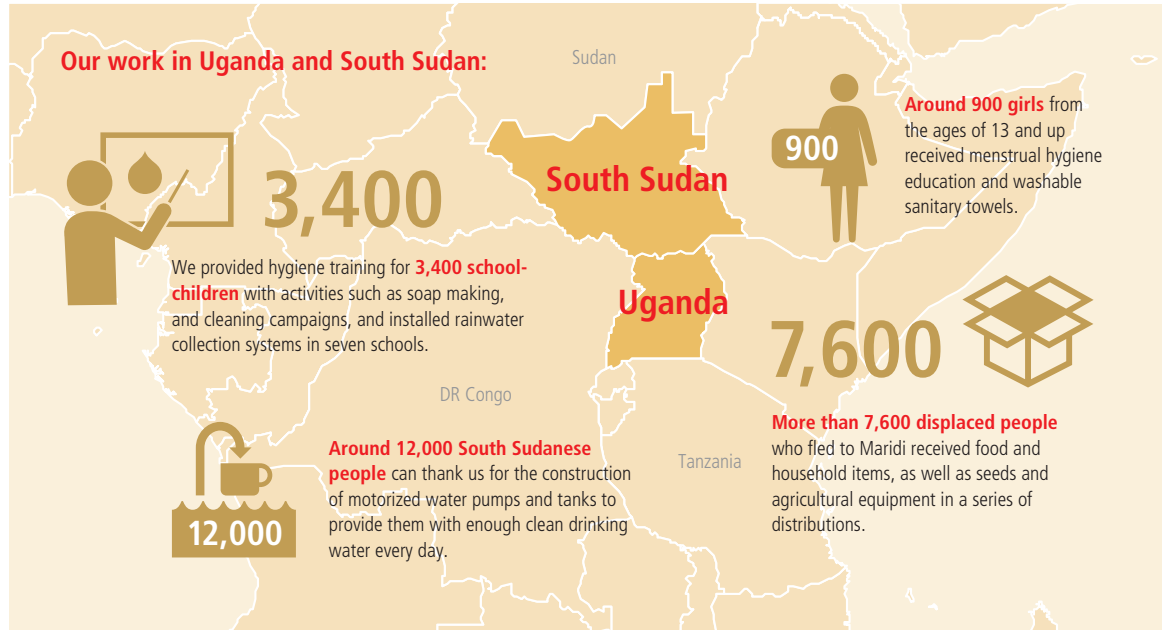 Our work in Uganda and South Sudan:
Sudan
3,400
We provided hygiene training for 3,400 school-
children with activities such as soap making,
and cleaning campaigns, and installed rainwater
collection systems in seven schools.
South Sudan
Uganda
900
Around 900 girls from
the ages of 13 and up
received menstrual hygiene
education and washable
sanitary towels.
7,600
More than 7,600 displaced people
who fled to Maridi received food and
household items, as well as seeds and
agricultural equipment in a series of
distributions.
DR Congo
Tanzania
12,000
Around 12,000 South Sudanese
people can thank us for the construction
of motorized water pumps and tanks to
provide them with enough clean drinking
water every day.